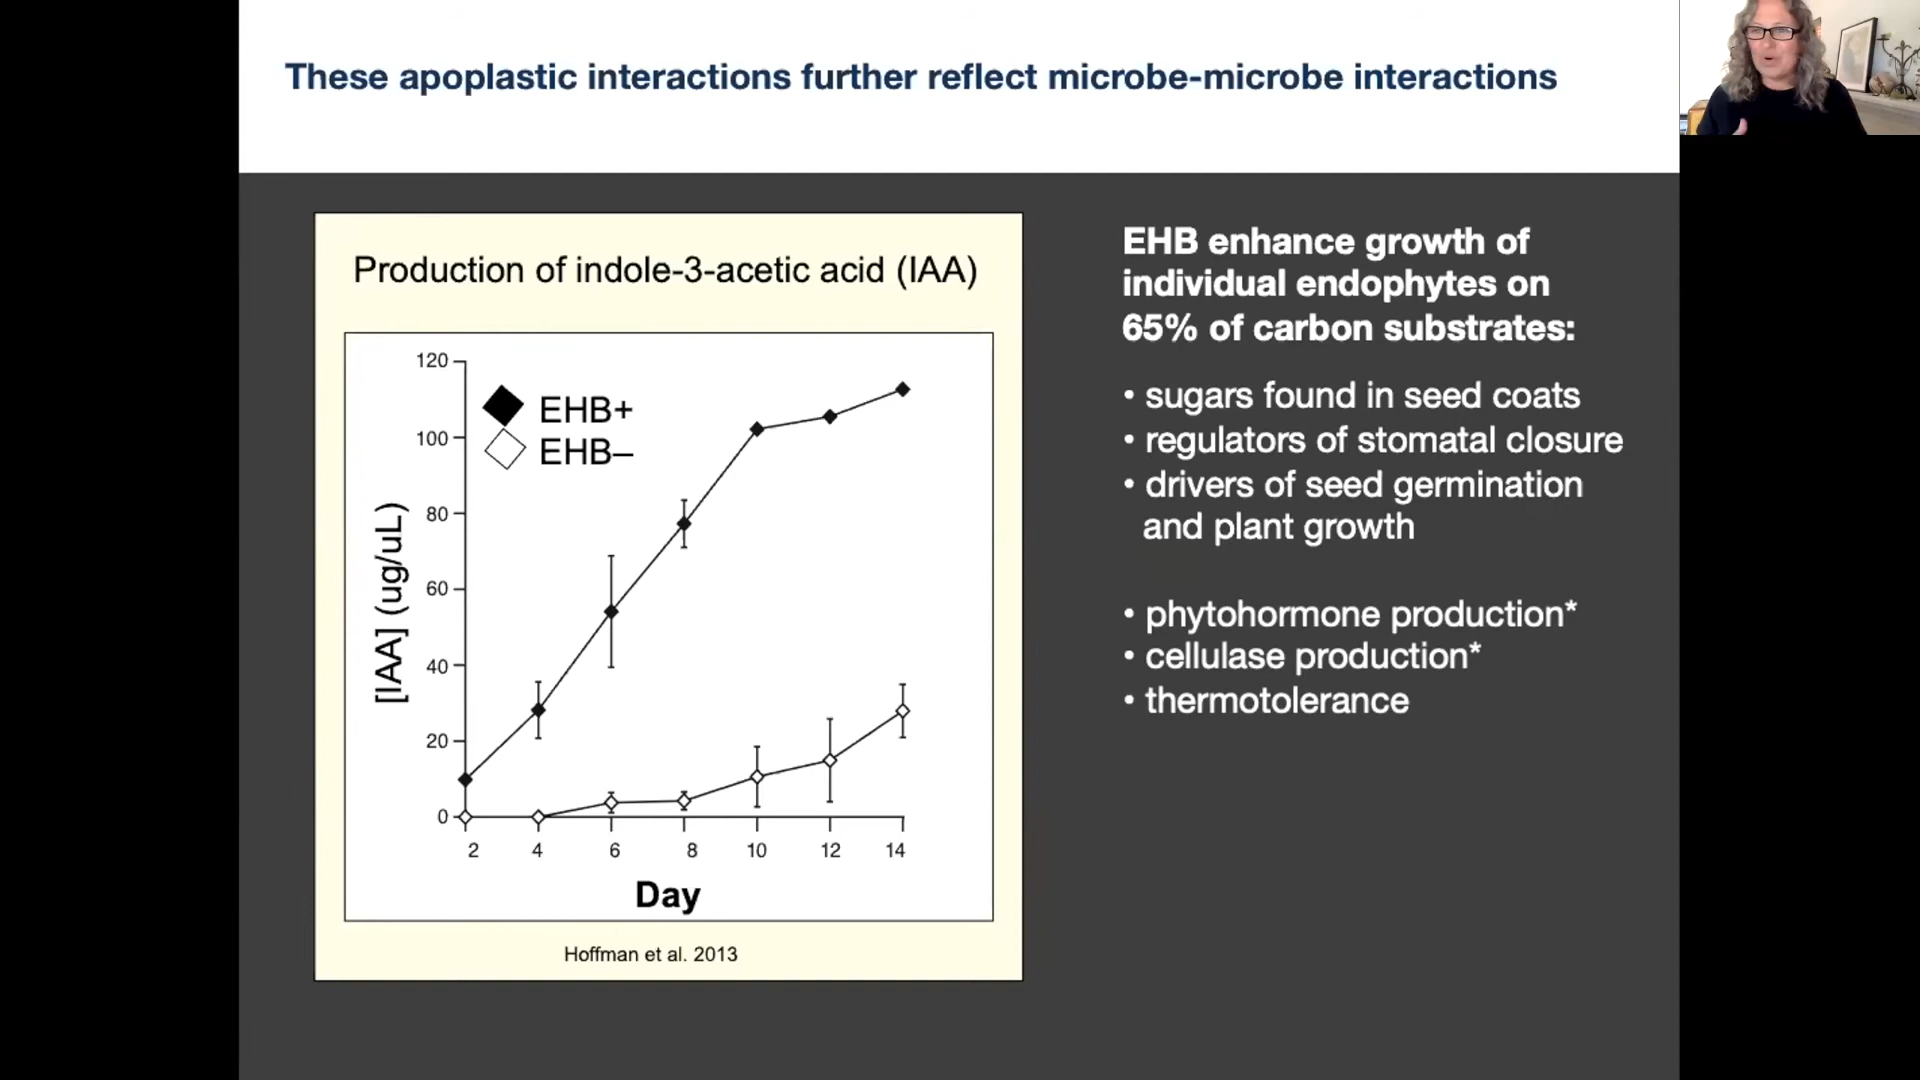 These apoplastic interactions further reflect microbe-microbe interactions
Production of indole-3-acetic acid (IAA)
120
100
80
60
40
20
0
[IAA] (ug/uL)
EHB+
EHB–
2 4 6 8 10 12 14
Day
Hoffman et al. 2013
EHB enhance growth of
individual endophytes on
65% of carbon substrates:
• sugars found in seed coats
• regulators of stomatal closure
• drivers of seed germination
and plant growth
• phytohormone production*
• cellulase production*
• thermotolerance